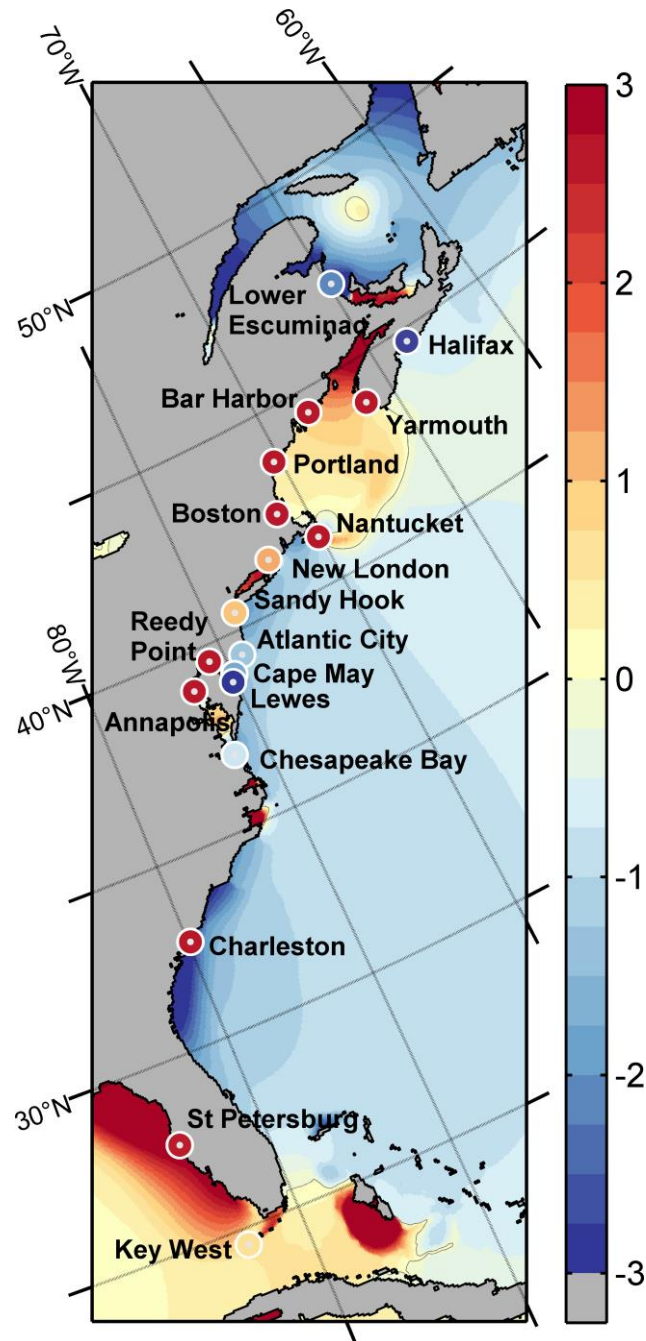 60°W
70°W
3
2
50°N
Lower
Escuminac
Halifax
Bar Harbor
Yarmouth
Portland
1
Boston
Nantucket
New London
Sandy Hook
Reedy
Point
Atlantic City
80°W
Cape May
0
40°N
Lewes
Annapolis
Chesapeake Bay
-1
Charleston
-2
30°N
St Petersburg
Key West
-3